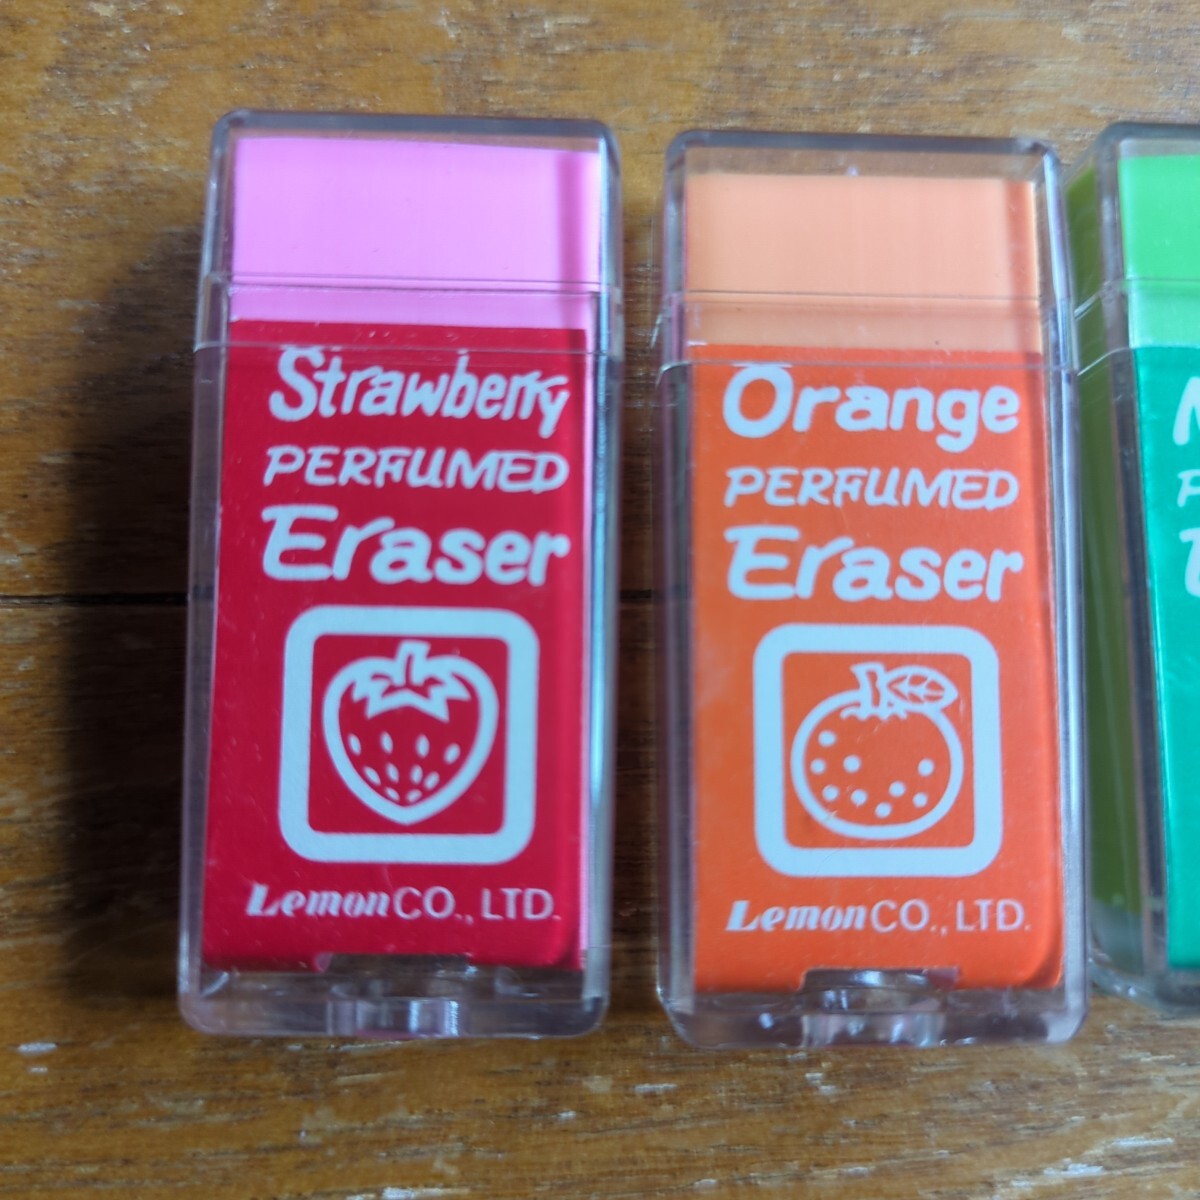 Strawberry
PERFUMED
Eraser
Lemon CO., LTD.
Orange
PERFUMED
Eraser
Lemon CO., LTD.